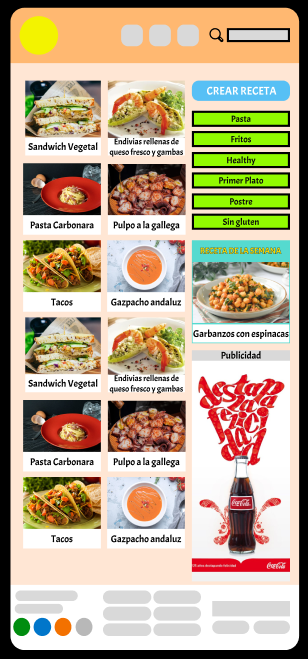 CREAR RECETA
Sandwich Vegetal
Endivias rellenas de
queso fresco y gambas
Pasta
Fritos
Healthy
Primer Plato
Postre
Sin gluten
Pasta Carbonara
Pulpo a la gallega
RECETA DE LA SEMANA
Tacos
Gazpacho andaluz
Garbanzos con espinacas
Publicidad
Sandwich Vegetal
Endivias rellenas de
queso fresco y gambas
destapa
la
felicidad
Pasta Carbonara
Pulpo a la gallega
Coca-Cola
Tacos
Gazpacho andaluz
Coca-Cola